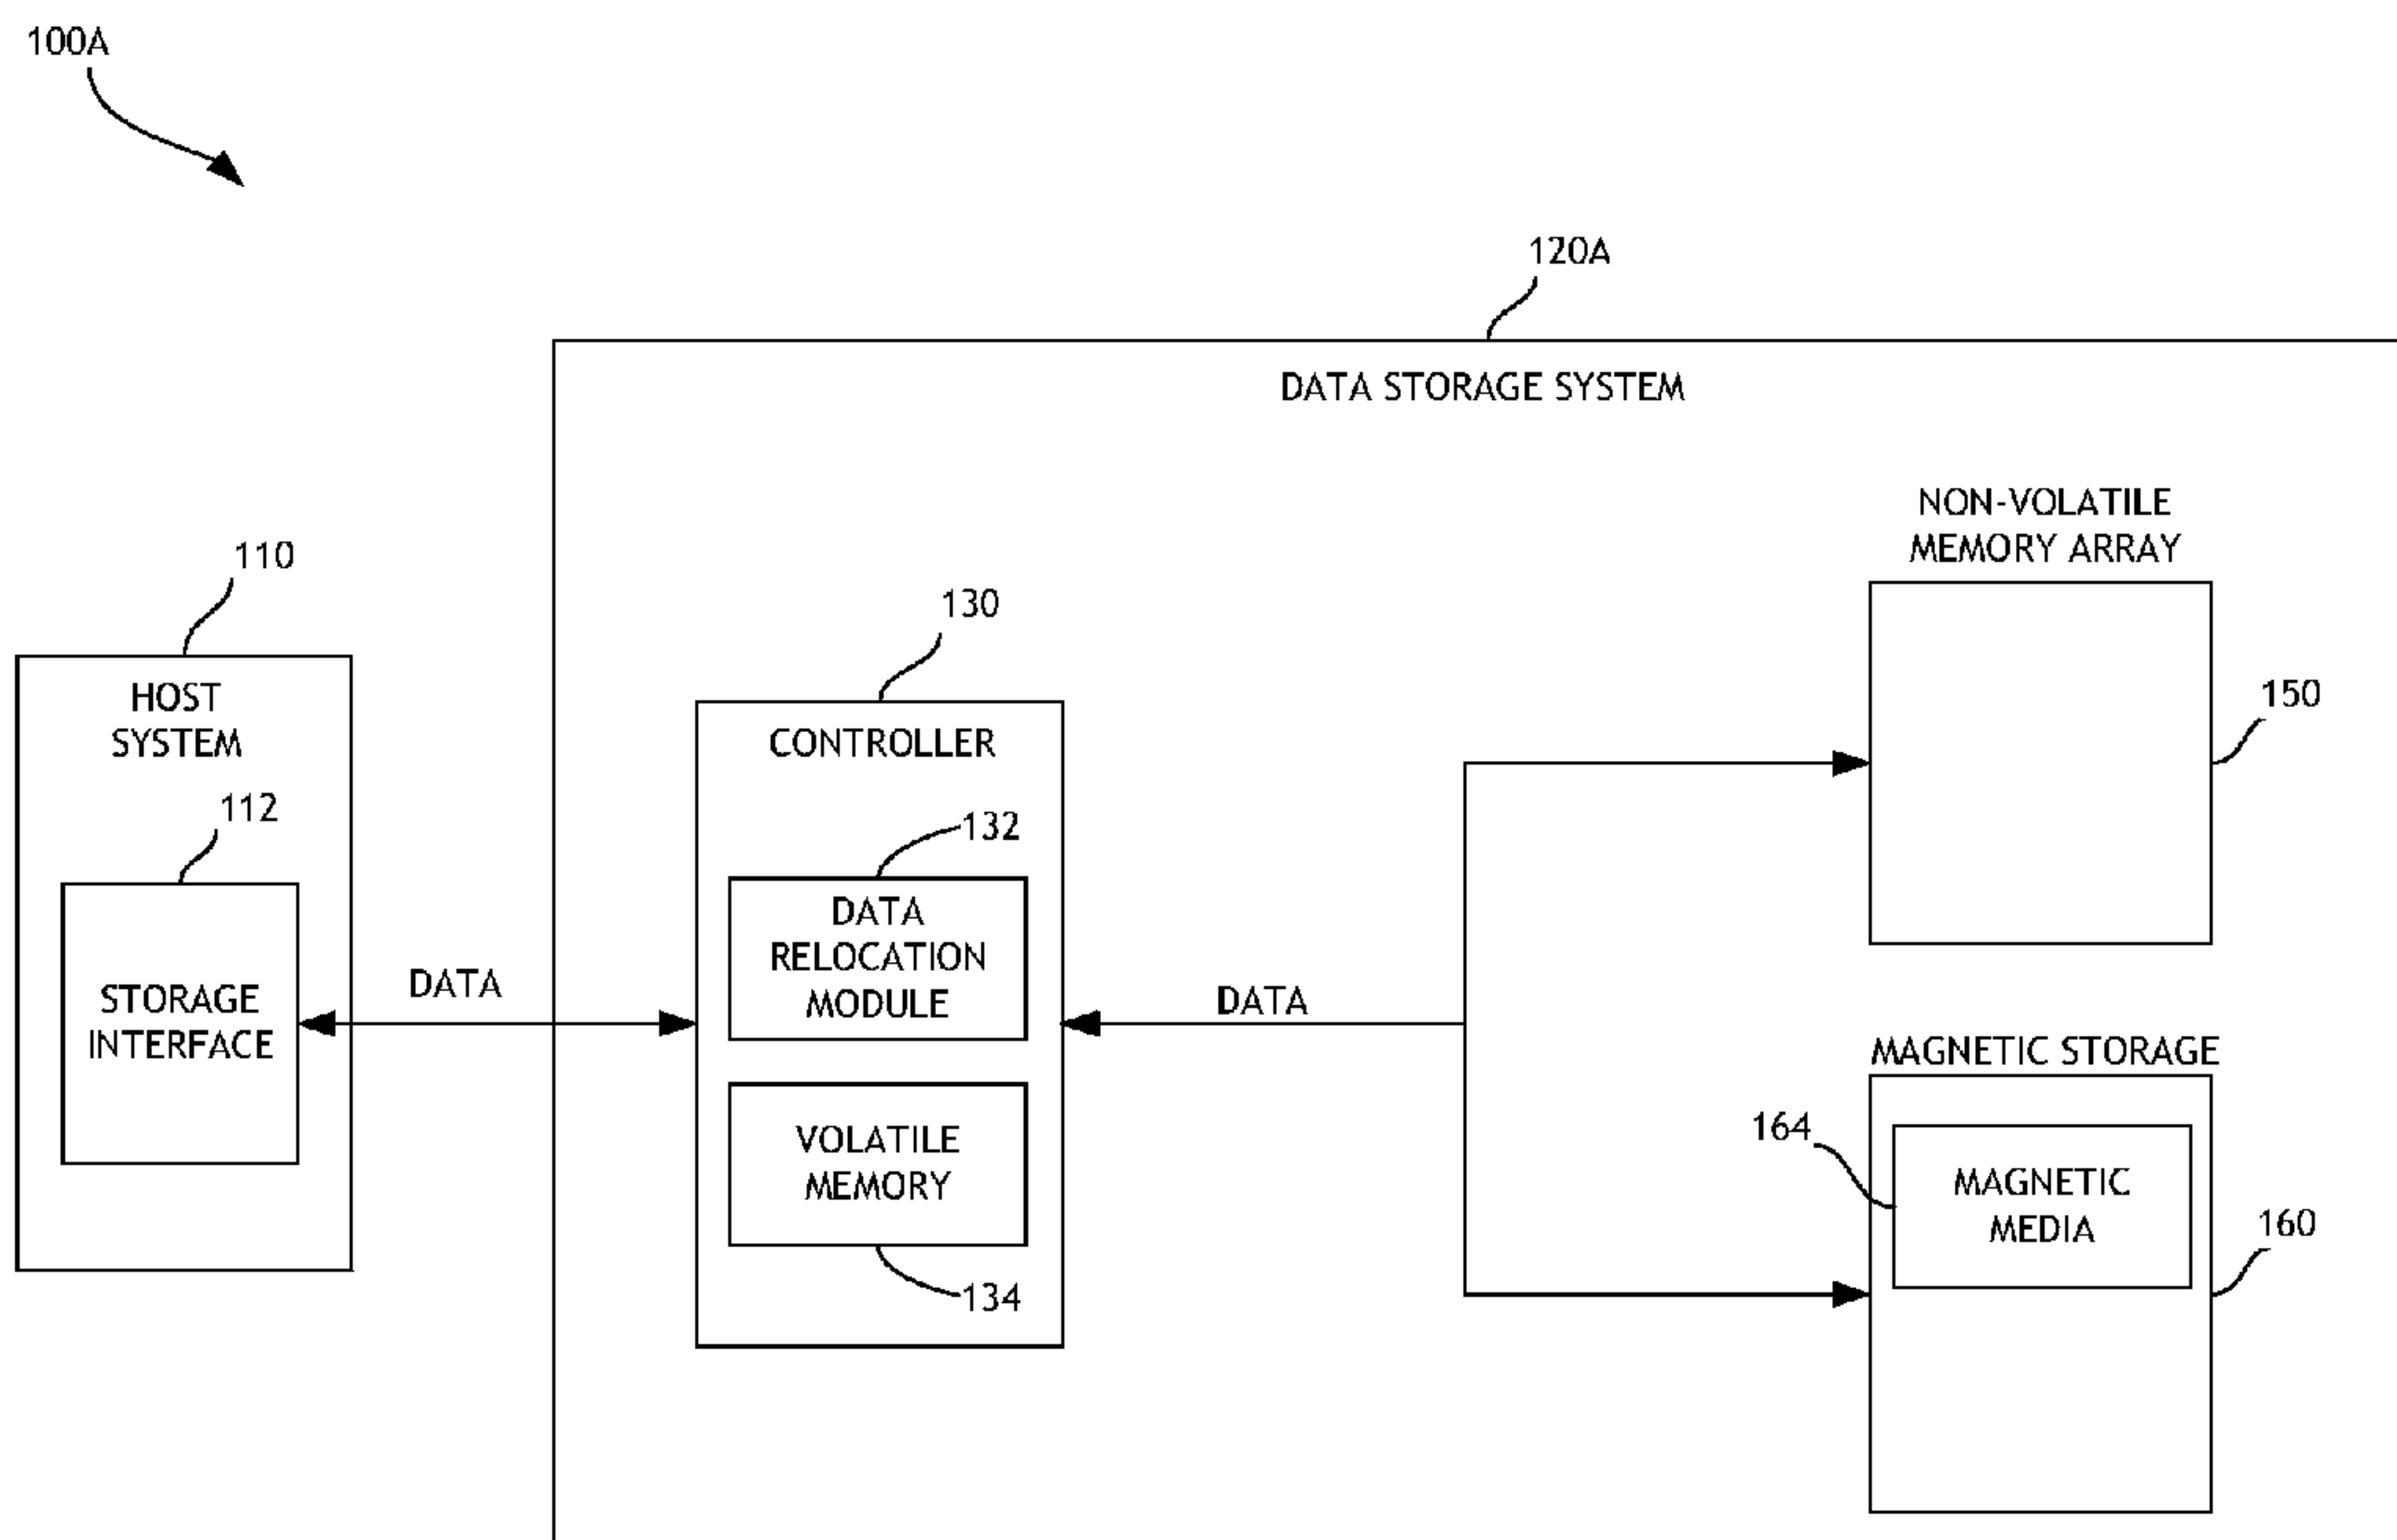 100A
120A
DATA STORAGE SYSTEM
NON-VOLATILE
MEMORY ARRAY
150
110
HOST
SYSTEM
112
STORAGE
INTERFACE
DATA
130
CONTROLLER
132
DATA
RELOCATION
MODULE
VOLATILE
MEMORY
134
DATA
MAGNETIC STORAGE
164
MAGNETIC
MEDIA
160